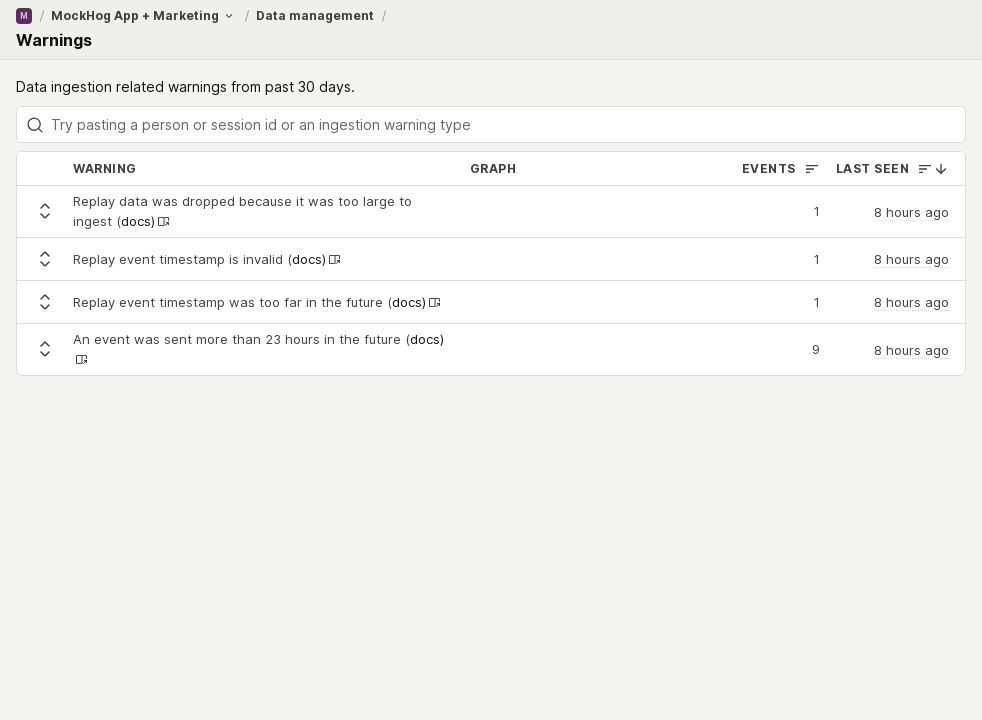 M / MockHog App + Marketing / Data management /
Warnings
Data ingestion related warnings from past 30 days.
Try pasting a person or session id or an ingestion warning type
WARNING GRAPH EVENTS LAST SEEN
Replay data was dropped because it was too large to
ingest (docs) 1 8 hours ago
Replay event timestamp is invalid (docs) 1 8 hours ago
Replay event timestamp was too far in the future (docs) 1 8 hours ago
An event was sent more than 23 hours in the future (docs) 9 8 hours ago